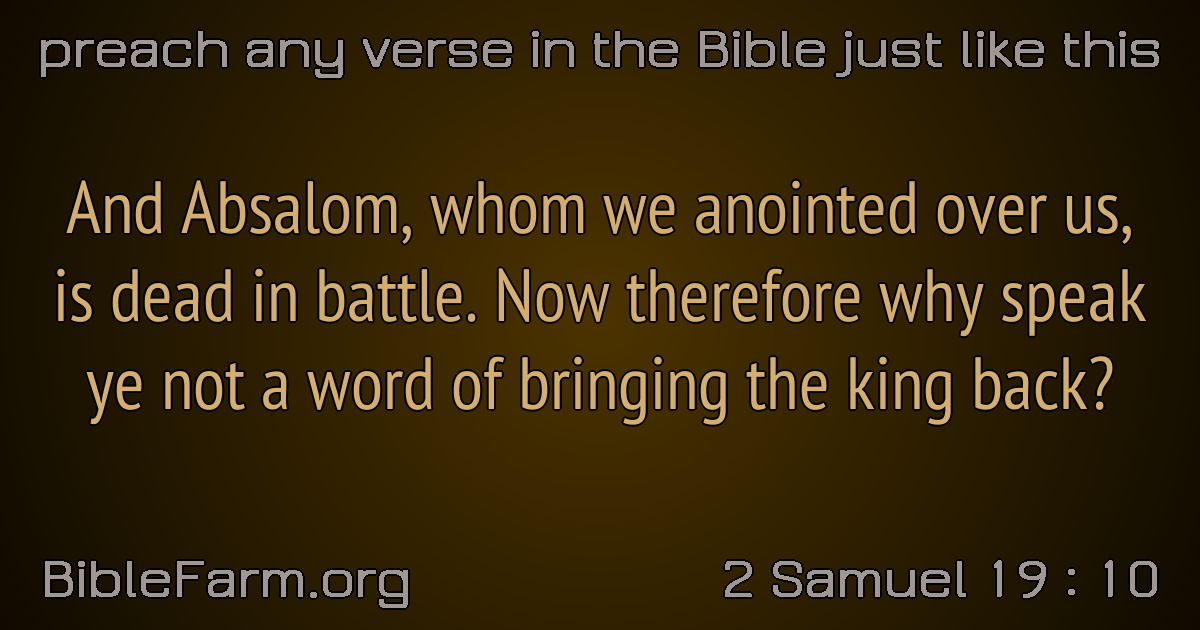 preach any verse in the Bible just like this
And Absalom, whom we anointed over us,
is dead in battle. Now therefore why speak
ye not a word of bringing the king back?
BibleFarm.org
2 Samuel 19 : 10